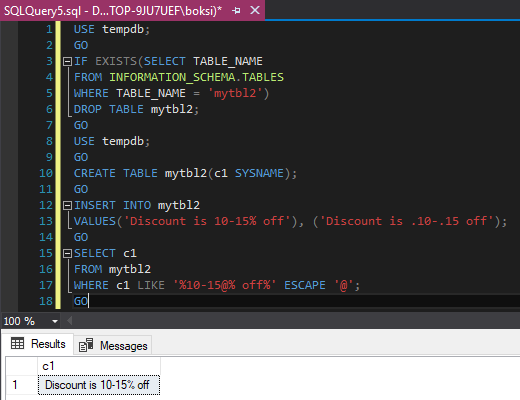 SQLQuery5.sql - D...TOP-9JU7UEF\boksi)*
1 USE tempdb;
2 GO
3 IF EXISTS(SELECT TABLE_NAME
4 FROM INFORMATION_SCHEMA.TABLES
5 WHERE TABLE_NAME = 'mytbl2')
6 DROP TABLE mytbl2;
7 GO
8 USE tempdb;
9 GO
10 CREATE TABLE mytbl2(c1 SYSNAME);
11 GO
12 INSERT INTO mytbl2
13 VALUES('Discount is 10-15% off'), ('Discount is .10-.15 off');
14 GO
15 SELECT c1
16 FROM mytbl2
17 WHERE c1 LIKE '%10-15@% off%' ESCAPE '@';
18 GO
100 %
Results Messages
c1
1 Discount is 10-15% off